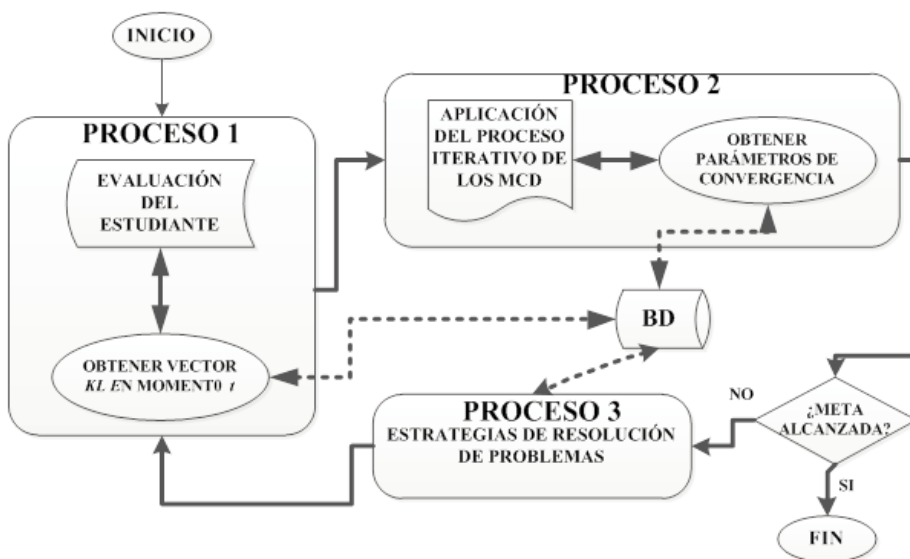 INICIO
PROCESO 1
EVALUACIÓN
DEL
ESTUDIANTE
OBTENER VECTOR
KL EN MOMENT0 t
PROCESO 2
APLICACIÓN
DEL PROCESO
ITERATIVO DE
LOS MCD
OBTENER
PARÁMETROS DE
CONVERGENCIA
BD
PROCESO 3
ESTRATEGIAS DE RESOLUCIÓN
DE PROBLEMAS
NO
¿META
ALCANZADA?
SI
FIN